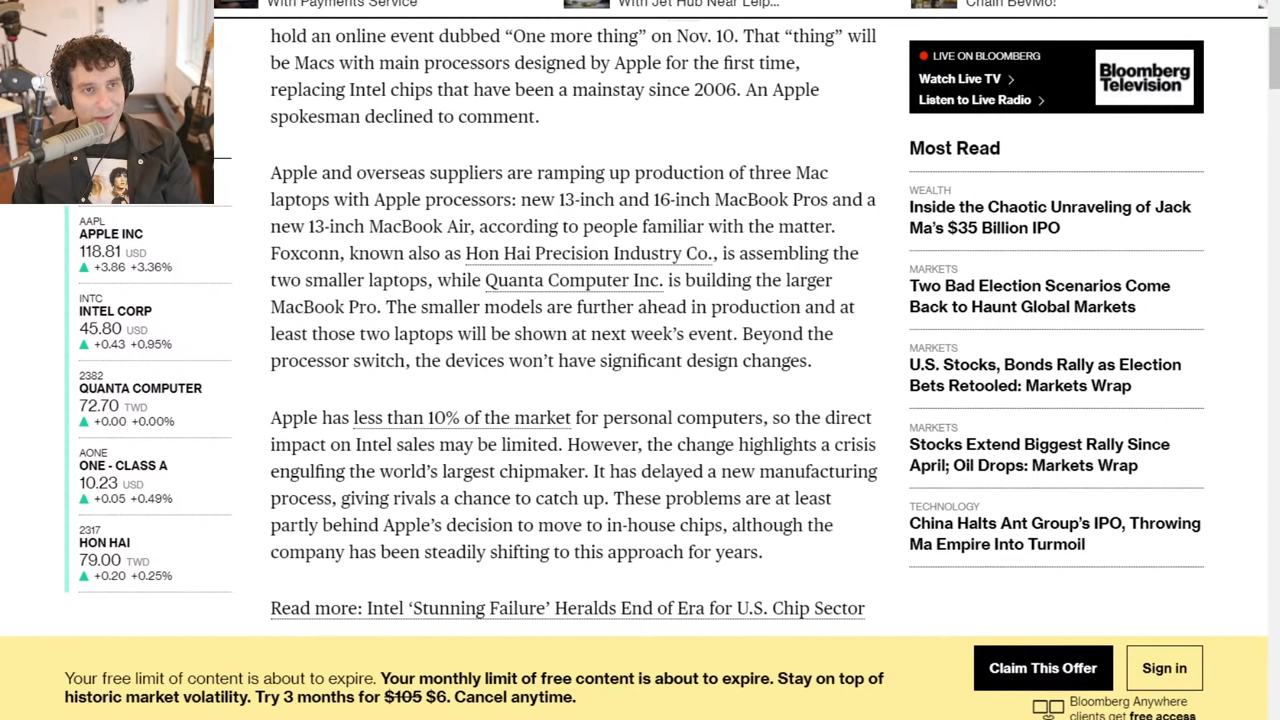 With Payments Service
With Jet Hub Near Leip...
Chain BevMo!
hold an online event dubbed “One more thing” on Nov. 10. That “thing” will
be Macs with main processors designed by Apple for the first time,
replacing Intel chips that have been a mainstay since 2006. An Apple
spokesman declined to comment.
Apple and overseas suppliers are ramping up production of three Mac
laptops with Apple processors: new 13-inch and 16-inch MacBook Pros and a
new 13-inch MacBook Air, according to people familiar with the matter.
Foxconn, known also as Hon Hai Precision Industry Co., is assembling the
two smaller laptops, while Quanta Computer Inc. is building the larger
MacBook Pro. The smaller models are further ahead in production and at
least those two laptops will be shown at next week’s event. Beyond the
processor switch, the devices won’t have significant design changes.
Apple has less than 10% of the market for personal computers, so the direct
impact on Intel sales may be limited. However, the change highlights a crisis
engulfing the world’s largest chipmaker. It has delayed a new manufacturing
process, giving rivals a chance to catch up. These problems are at least
partly behind Apple’s decision to move to in-house chips, although the
company has been steadily shifting to this approach for years.
Read more: Intel ‘Stunning Failure’ Heralds End of Era for U.S. Chip Sector
AAPL
APPLE INC
118.81 USD
+3.86 +3.36%
INTC
INTEL CORP
45.80 USD
+0.43 +0.95%
2382
QUANTA COMPUTER
72.70 TWD
+0.00 +0.00%
AONE
ONE - CLASS A
10.23 USD
+0.05 +0.49%
2317
HON HAI
79.00 TWD
+0.20 +0.25%
LIVE ON BLOOMBERG
Watch Live TV
Listen to Live Radio
Bloomberg
Television
Most Read
WEALTH
Inside the Chaotic Unraveling of Jack
Ma’s $35 Billion IPO
MARKETS
Two Bad Election Scenarios Come
Back to Haunt Global Markets
MARKETS
U.S. Stocks, Bonds Rally as Election
Bets Retooled: Markets Wrap
MARKETS
Stocks Extend Biggest Rally Since
April; Oil Drops: Markets Wrap
TECHNOLOGY
China Halts Ant Group’s IPO, Throwing
Ma Empire Into Turmoil
Your free limit of content is about to expire. Your monthly limit of free content is about to expire. Stay on top of
historic market volatility. Try 3 months for $105 $6. Cancel anytime.
Claim This Offer
Sign in
Bloomberg Anywhere
clients get free access